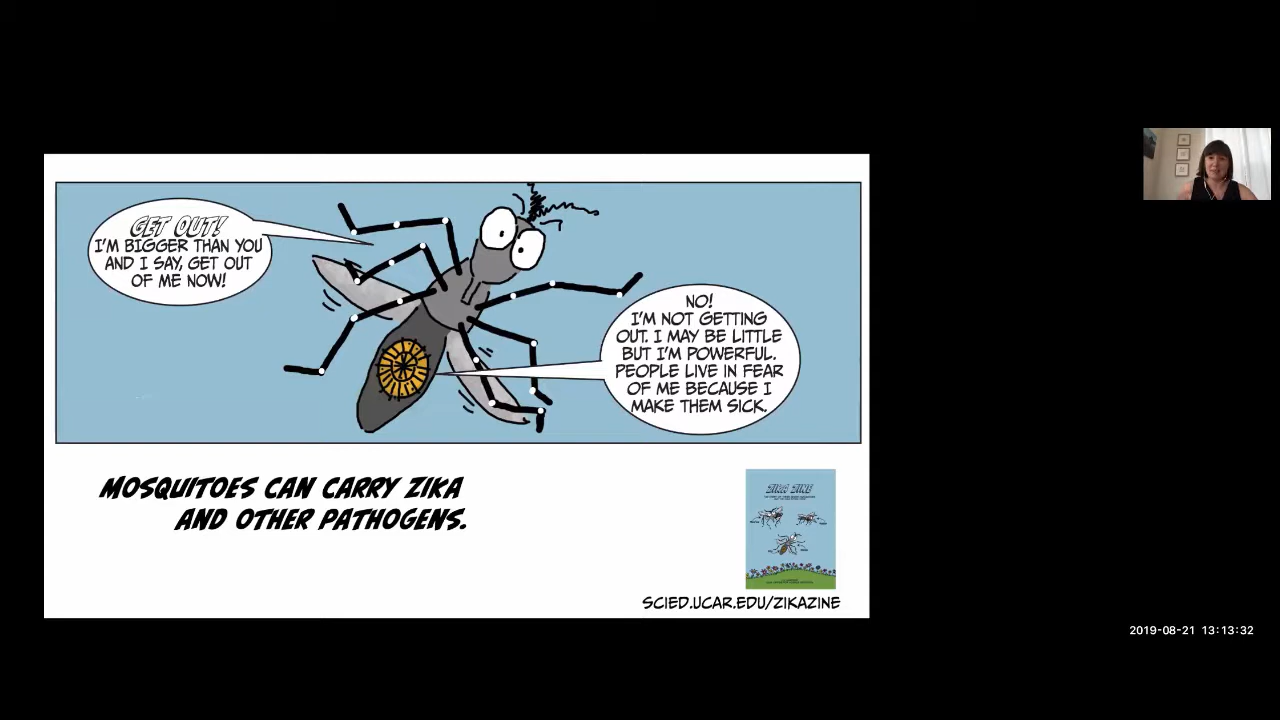 GET OUT!
I'M BIGGER THAN YOU
AND I SAY, GET OUT
OF ME NOW!
NO!
I'M NOT GETTING
OUT. I MAY BE LITTLE
BUT I'M POWERFUL.
PEOPLE LIVE IN FEAR
OF ME BECAUSE I
MAKE THEM SICK.
MOSQUITOES CAN CARRY ZIKA
AND OTHER PATHOGENS.
ZIKA ZINE
SCIED.UCAR.EDU/ZIKAZINE
2019-08-21 13:13:32